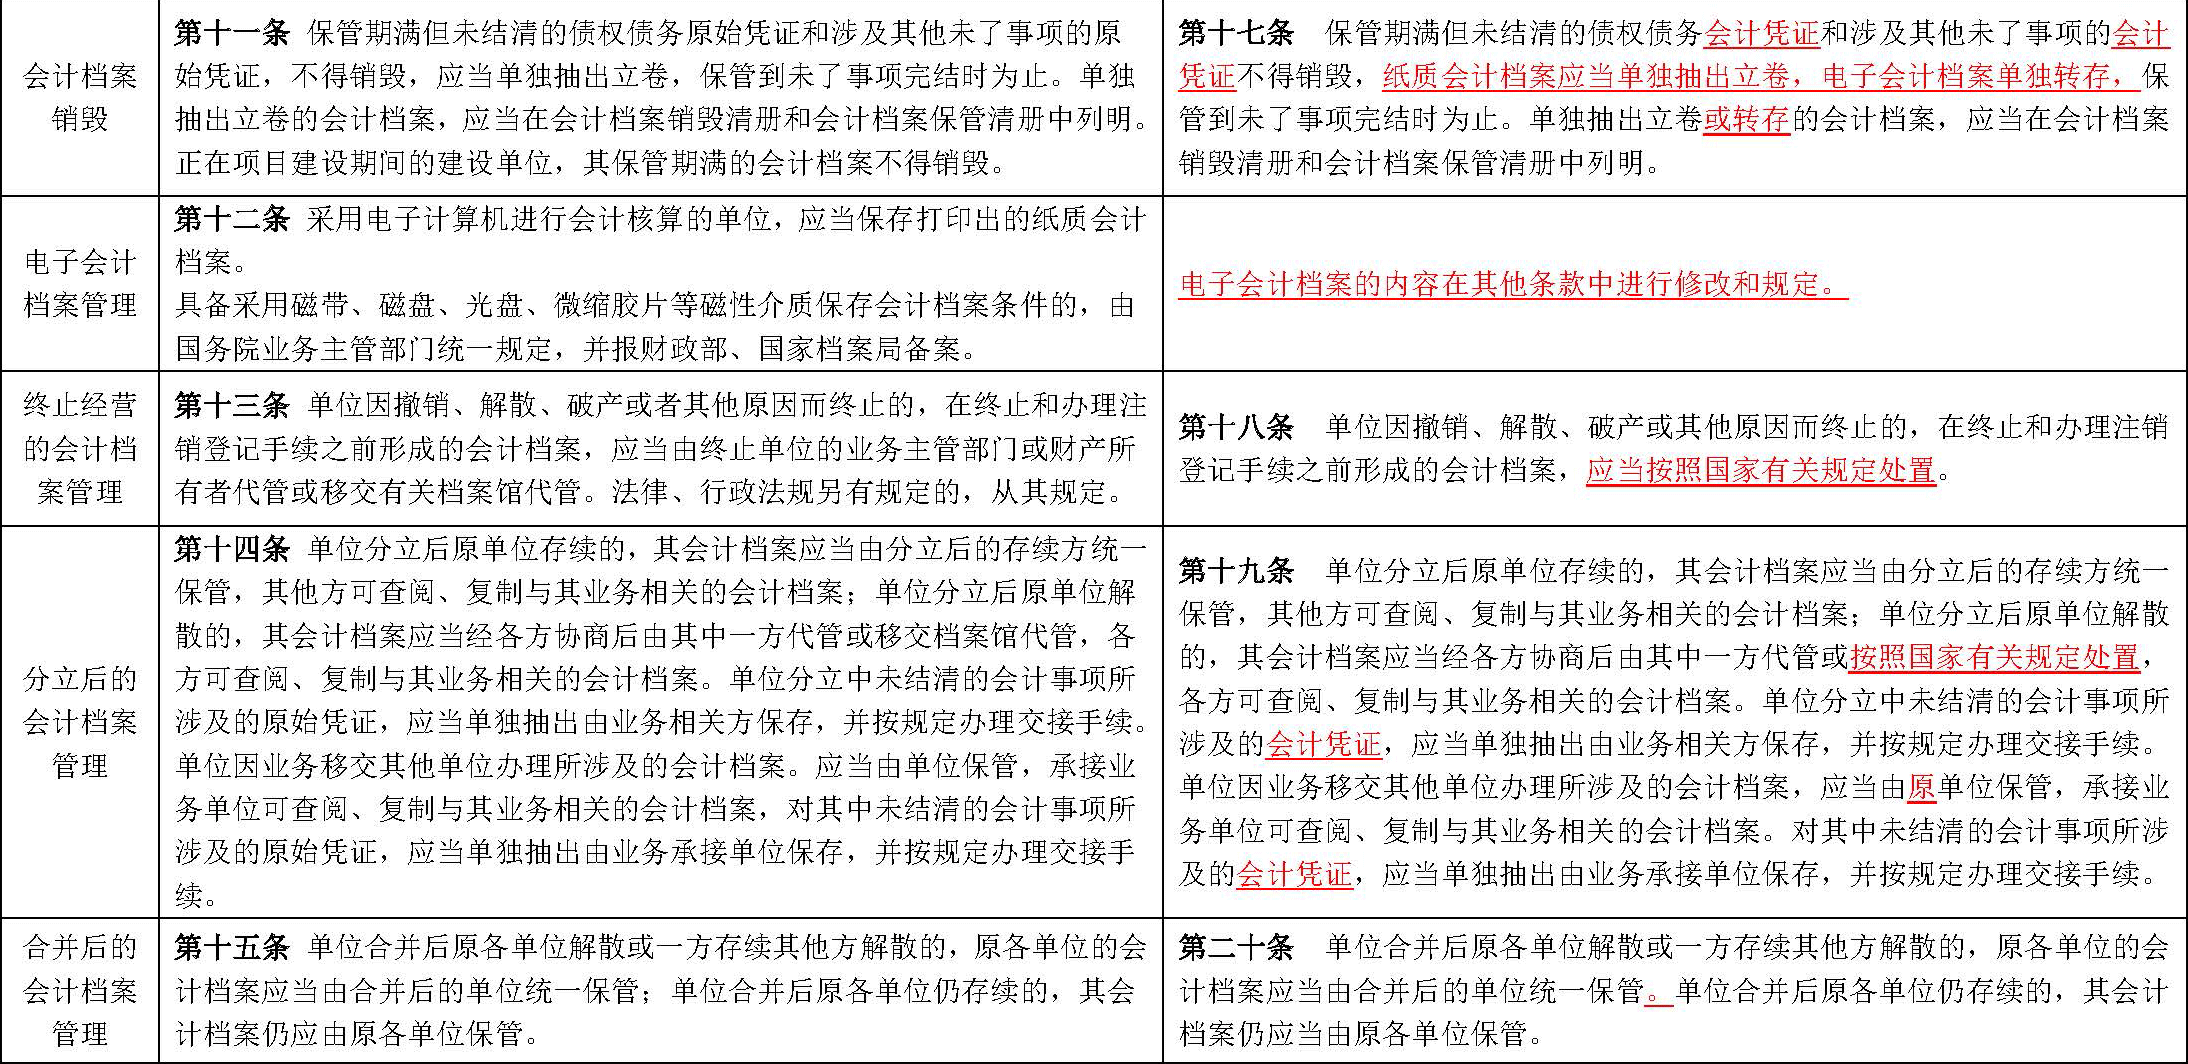 会计档案
销毁
第十一条 保管期满但未结清的债权债务原始凭证和涉及其他未了事项的原
始凭证，不得销毁，应当单独抽出立卷，保管到未了事项完结时为止。单独
抽出立卷的会计档案，应当在会计档案销毁清册和会计档案保管清册中列明。
正在项目建设期间的建设单位，其保管期满的会计档案不得销毁。
第十七条 保管期满但未结清的债权债务会计凭证和涉及其他未了事项的会计
凭证不得销毁，纸质会计档案应当单独抽出立卷，电子会计档案单独转存，保
管到未了事项完结时为止。单独抽出立卷或转存的会计档案，应当在会计档案
销毁清册和会计档案保管清册中列明。
电子会计
档案管理
第十二条 采用电子计算机进行会计核算的单位，应当保存打印出的纸质会计
档案。
具备采用磁带、磁盘、光盘、微缩胶片等磁性介质保存会计档案条件的，由
国务院业务主管部门统一规定，并报财政部、国家档案局备案。
电子会计档案的内容在其他条款中进行修改和规定。
终止经营
的会计档
案管理
第十三条 单位因撤销、解散、破产或者其他原因而终止的，在终止和办理注
销登记手续之前形成的会计档案，应当由终止单位的业务主管部门或财产所
有者代管或移交有关档案馆代管。法律、行政法规另有规定的，从其规定。
第十八条 单位因撤销、解散、破产或其他原因而终止的，在终止和办理注销
登记手续之前形成的会计档案，应当按照国家有关规定处置。
分立后的
会计档案
管理
第十四条 单位分立后原单位存续的，其会计档案应当由分立后的存续方统一
保管，其他方可查阅、复制与其业务相关的会计档案；单位分立后原单位解
散的，其会计档案应当经各方协商后由其中一方代管或移交档案馆代管，各
方可查阅、复制与其业务相关的会计档案。单位分立中未结清的会计事项所
涉及的原始凭证，应当单独抽出由业务相关方保存，并按规定办理交接手续。
单位因业务移交其他单位办理所涉及的会计档案。应当由单位保管，承接业
务单位可查阅、复制与其业务相关的会计档案，对其中未结清的会计事项所
涉及的原始凭证，应当单独抽出由业务承接单位保存，并按规定办理交接手
续。
第十九条 单位分立后原单位存续的，其会计档案应当由分立后的存续方统一
保管，其他方可查阅、复制与其业务相关的会计档案；单位分立后原单位解散
的，其会计档案应当经各方协商后由其中一方代管或按照国家有关规定处置，
各方可查阅、复制与其业务相关的会计档案。单位分立中未结清的会计事项所
涉及的会计凭证，应当单独抽出由业务相关方保存，并按规定办理交接手续。
单位因业务移交其他单位办理所涉及的会计档案，应当由原单位保管，承接业
务单位可查阅、复制与其业务相关的会计档案。对其中未结清的会计事项所涉
及的会计凭证，应当单独抽出由业务承接单位保存，并按规定办理交接手续。
合并后的
会计档案
管理
第十五条 单位合并后原各单位解散或一方存续其他方解散的，原各单位的会
计档案应当由合并后的单位统一保管；单位合并后原各单位仍存续的，其会
计档案仍应由原各单位保管。
第二十条 单位合并后原各单位解散或一方存续其他方解散的，原各单位的会
计档案应当由合并后的单位统一保管。单位合并后原各单位仍存续的，其会计
档案仍应当由原各单位保管。